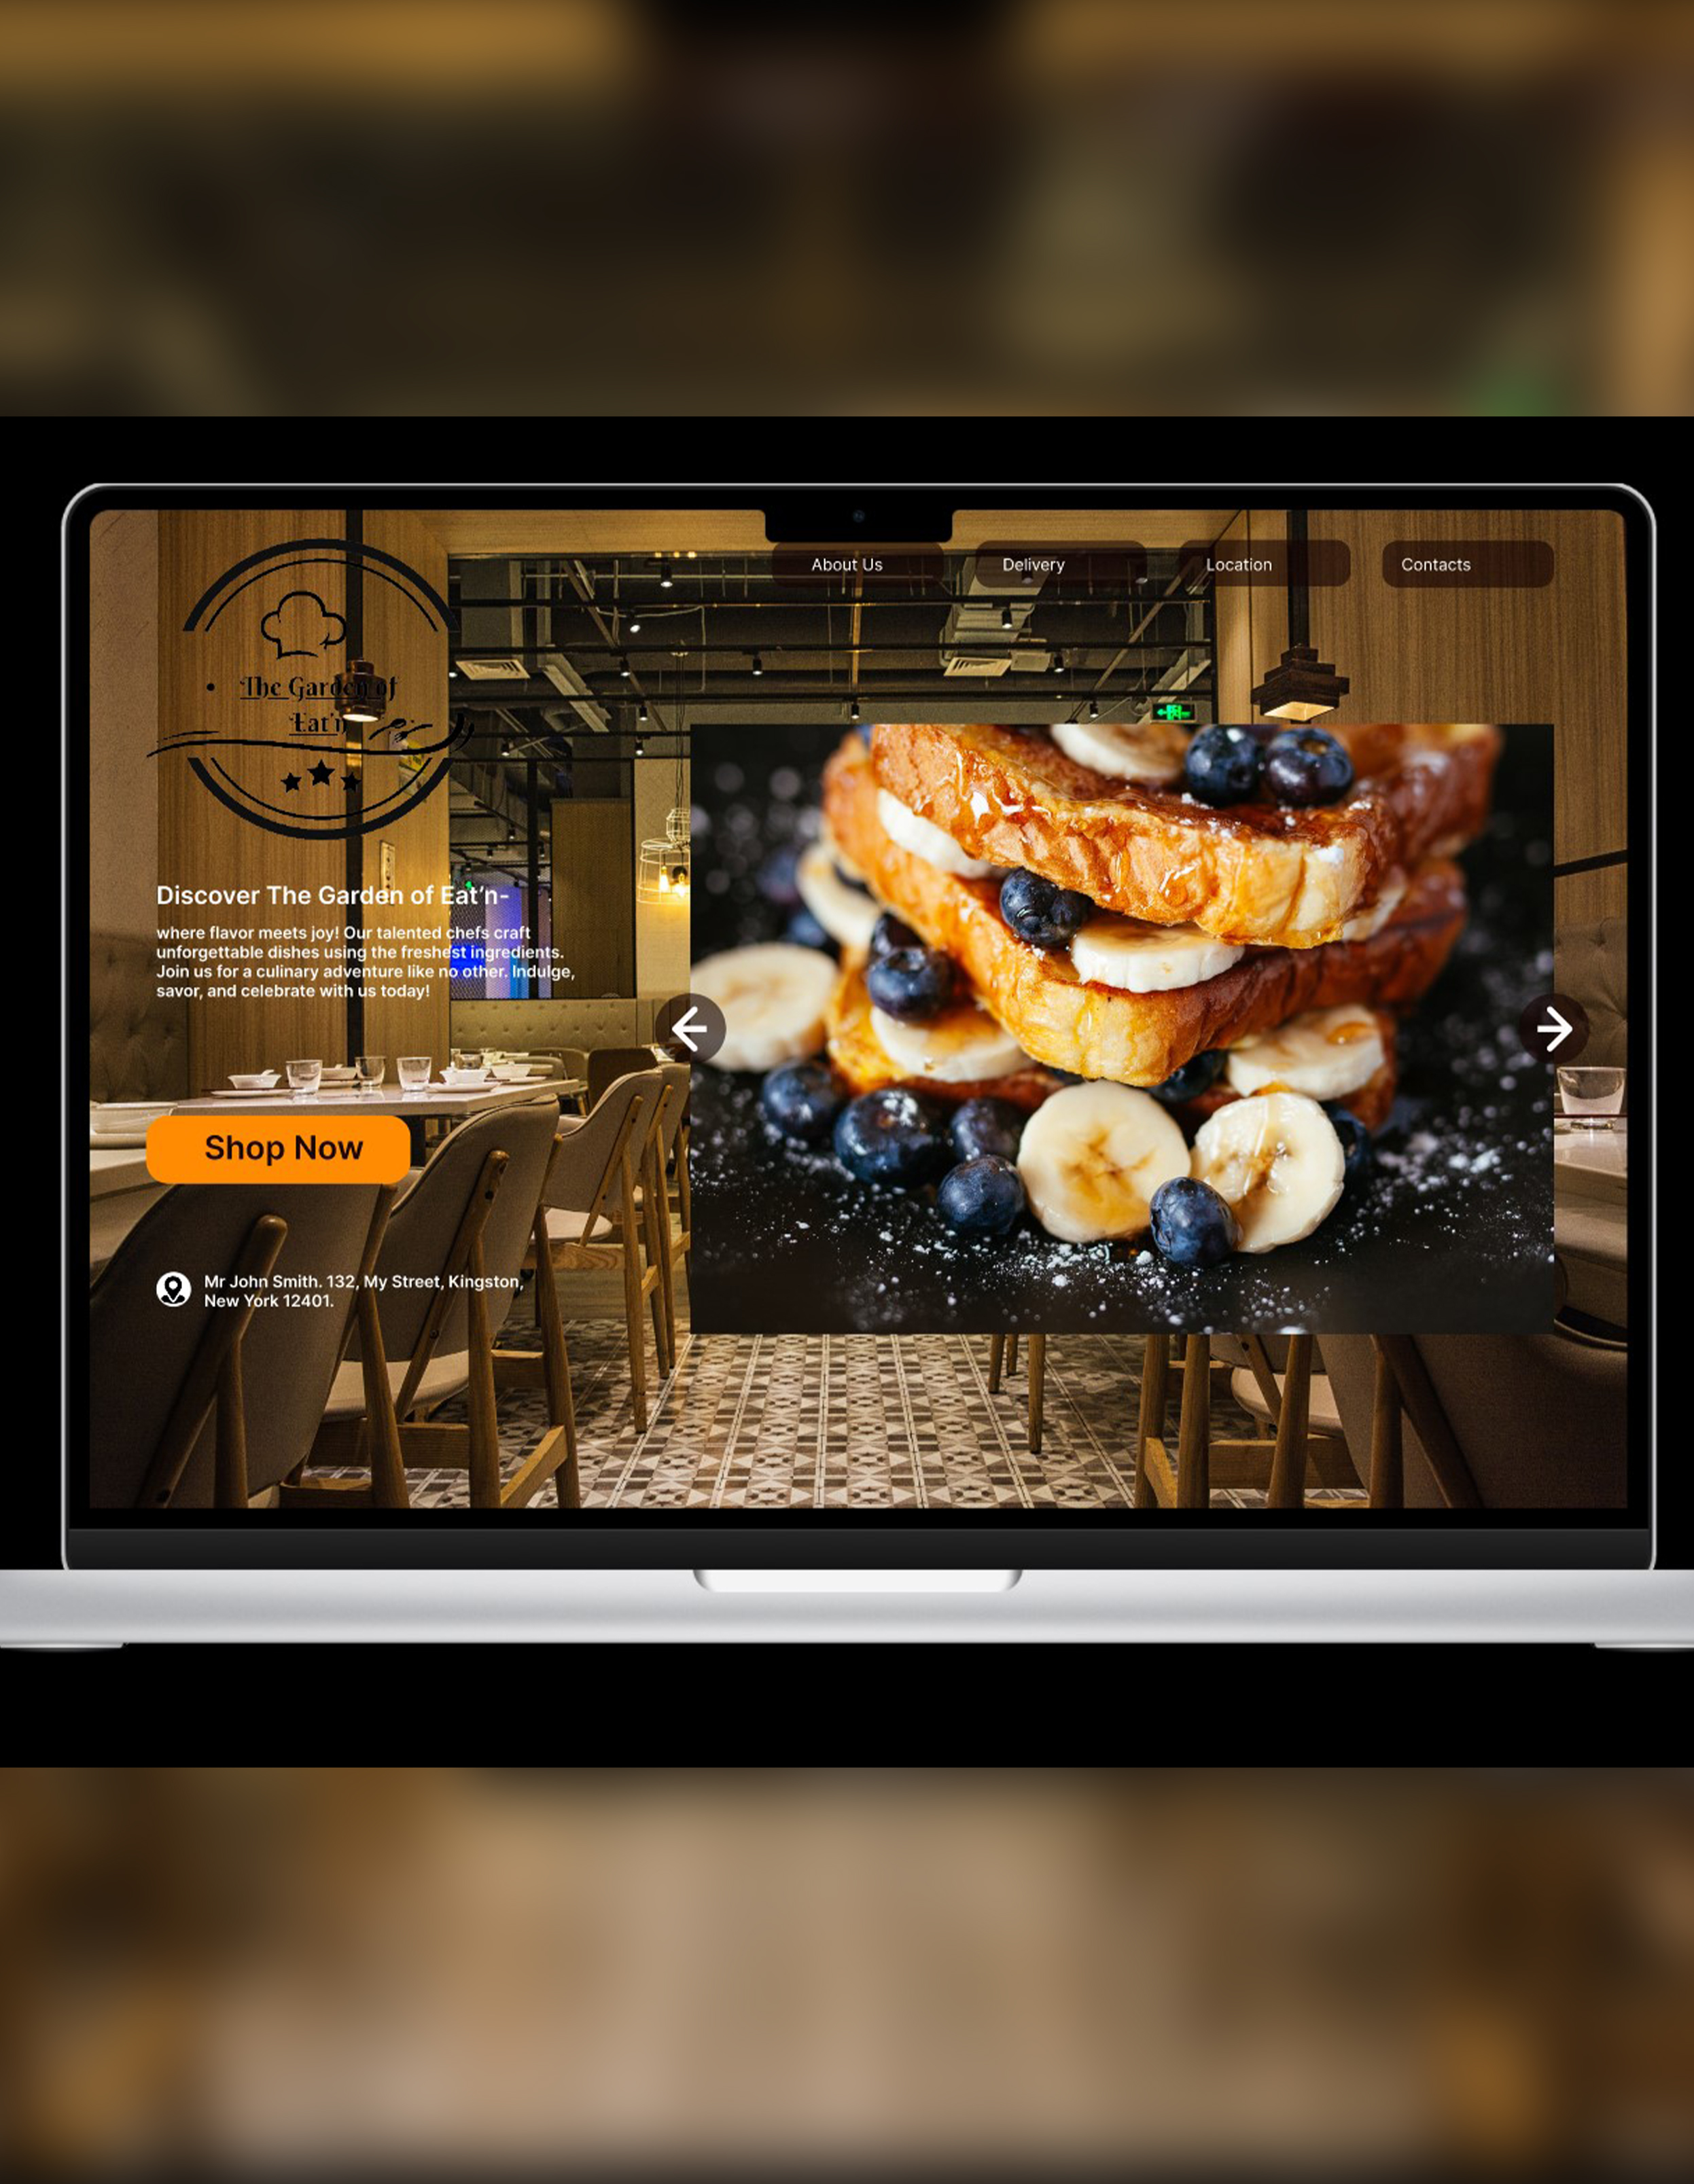 About Us
Delivery
Location
Contacts
The Garden of
Eat'n
Discover The Garden of Eat’n-
where flavor meets joy! Our talented chefs craft
unforgettable dishes using the freshest ingredients.
Join us for a culinary adventure like no other. Indulge,
savor, and celebrate with us today!
Shop Now
Mr John Smith. 132, My Street, Kingston,
New York 12401.